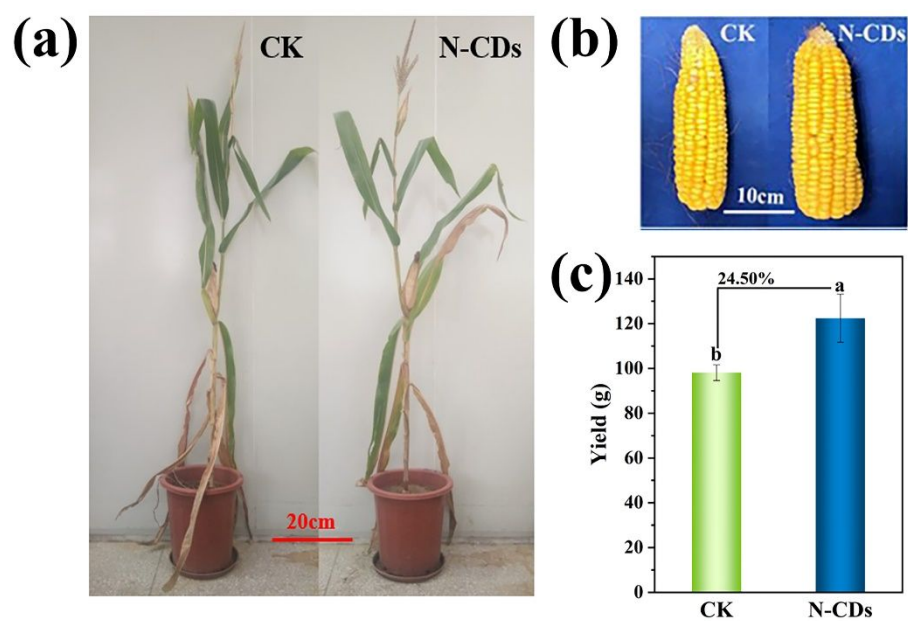 (a)
CK
N-CDs
20cm
(b)
CK
N-CDs
10cm
(c)
140
120
100
80
60
40
20
0
Yield (g)
24.50%
b
a
CK
N-CDs